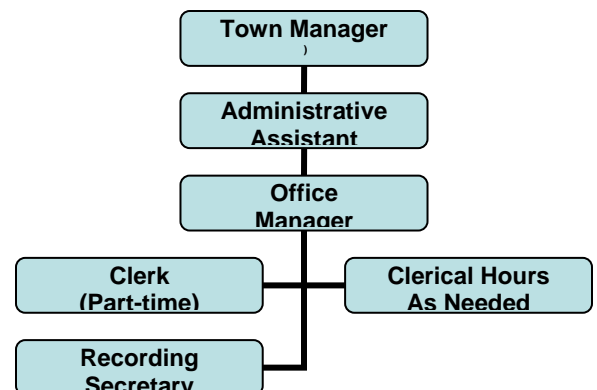 Town Manager
)
Administrative
Assistant
Office
Manager
Clerk
(Part-time)
Clerical Hours
As Needed
Recording
Secretary